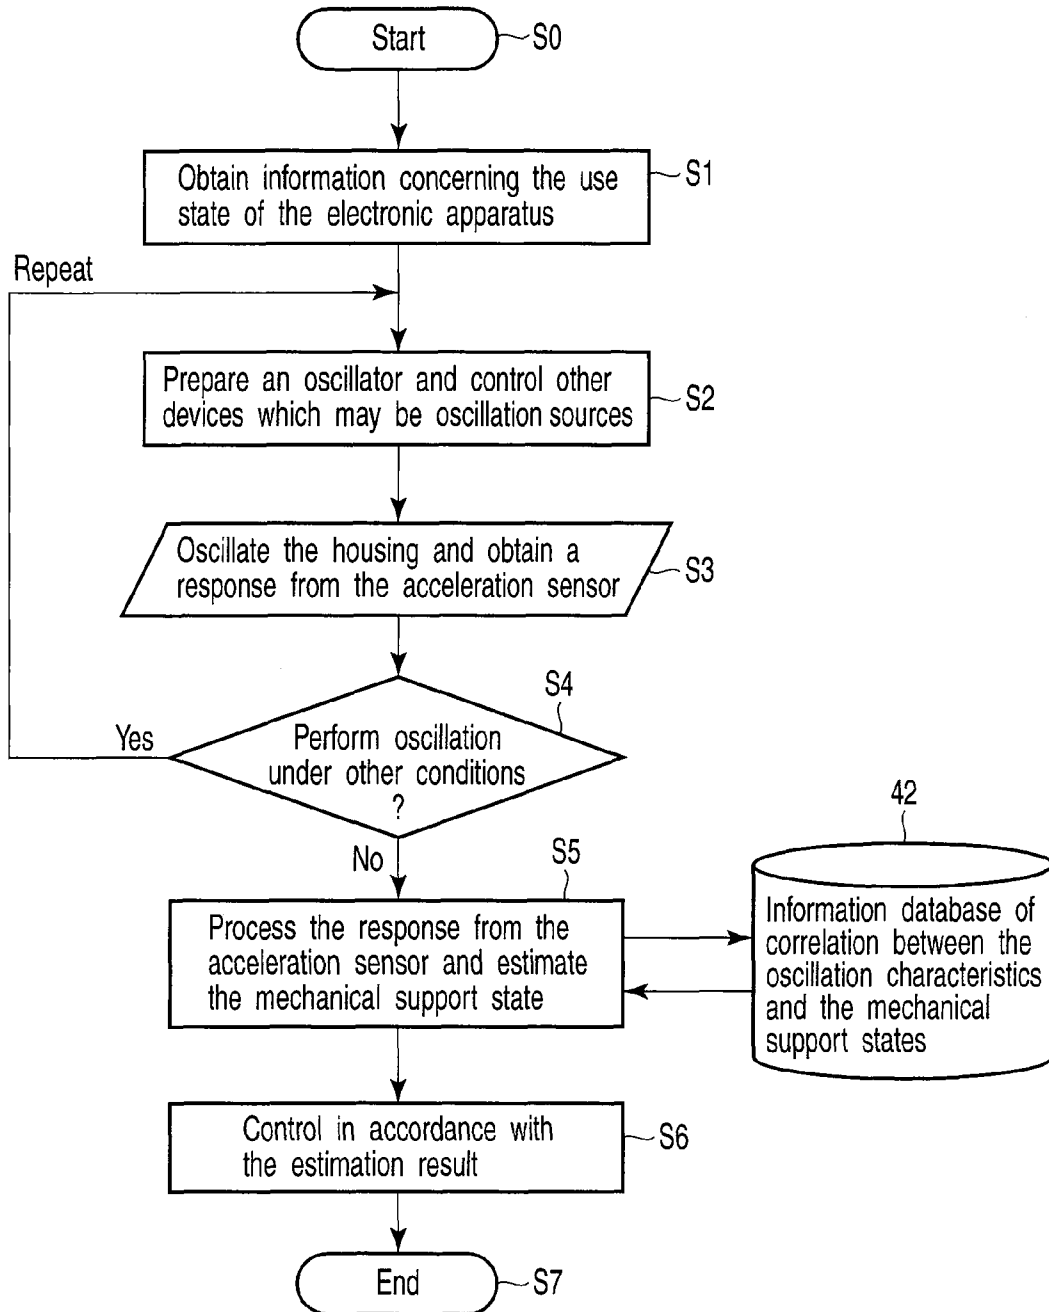 Start
S0
Obtain information concerning the use
state of the electronic apparatus
S1
Repeat
Prepare an oscillator and control other
devices which may be oscillation sources
S2
Oscillate the housing and obtain a
response from the acceleration sensor
S3
S4
Yes
Perform oscillation
under other conditions
?
No
S5
42
Process the response from the
acceleration sensor and estimate
the mechanical support state
Information database of
correlation between the
oscillation characteristics
and the mechanical
support states
Control in accordance with
the estimation result
S6
End
S7